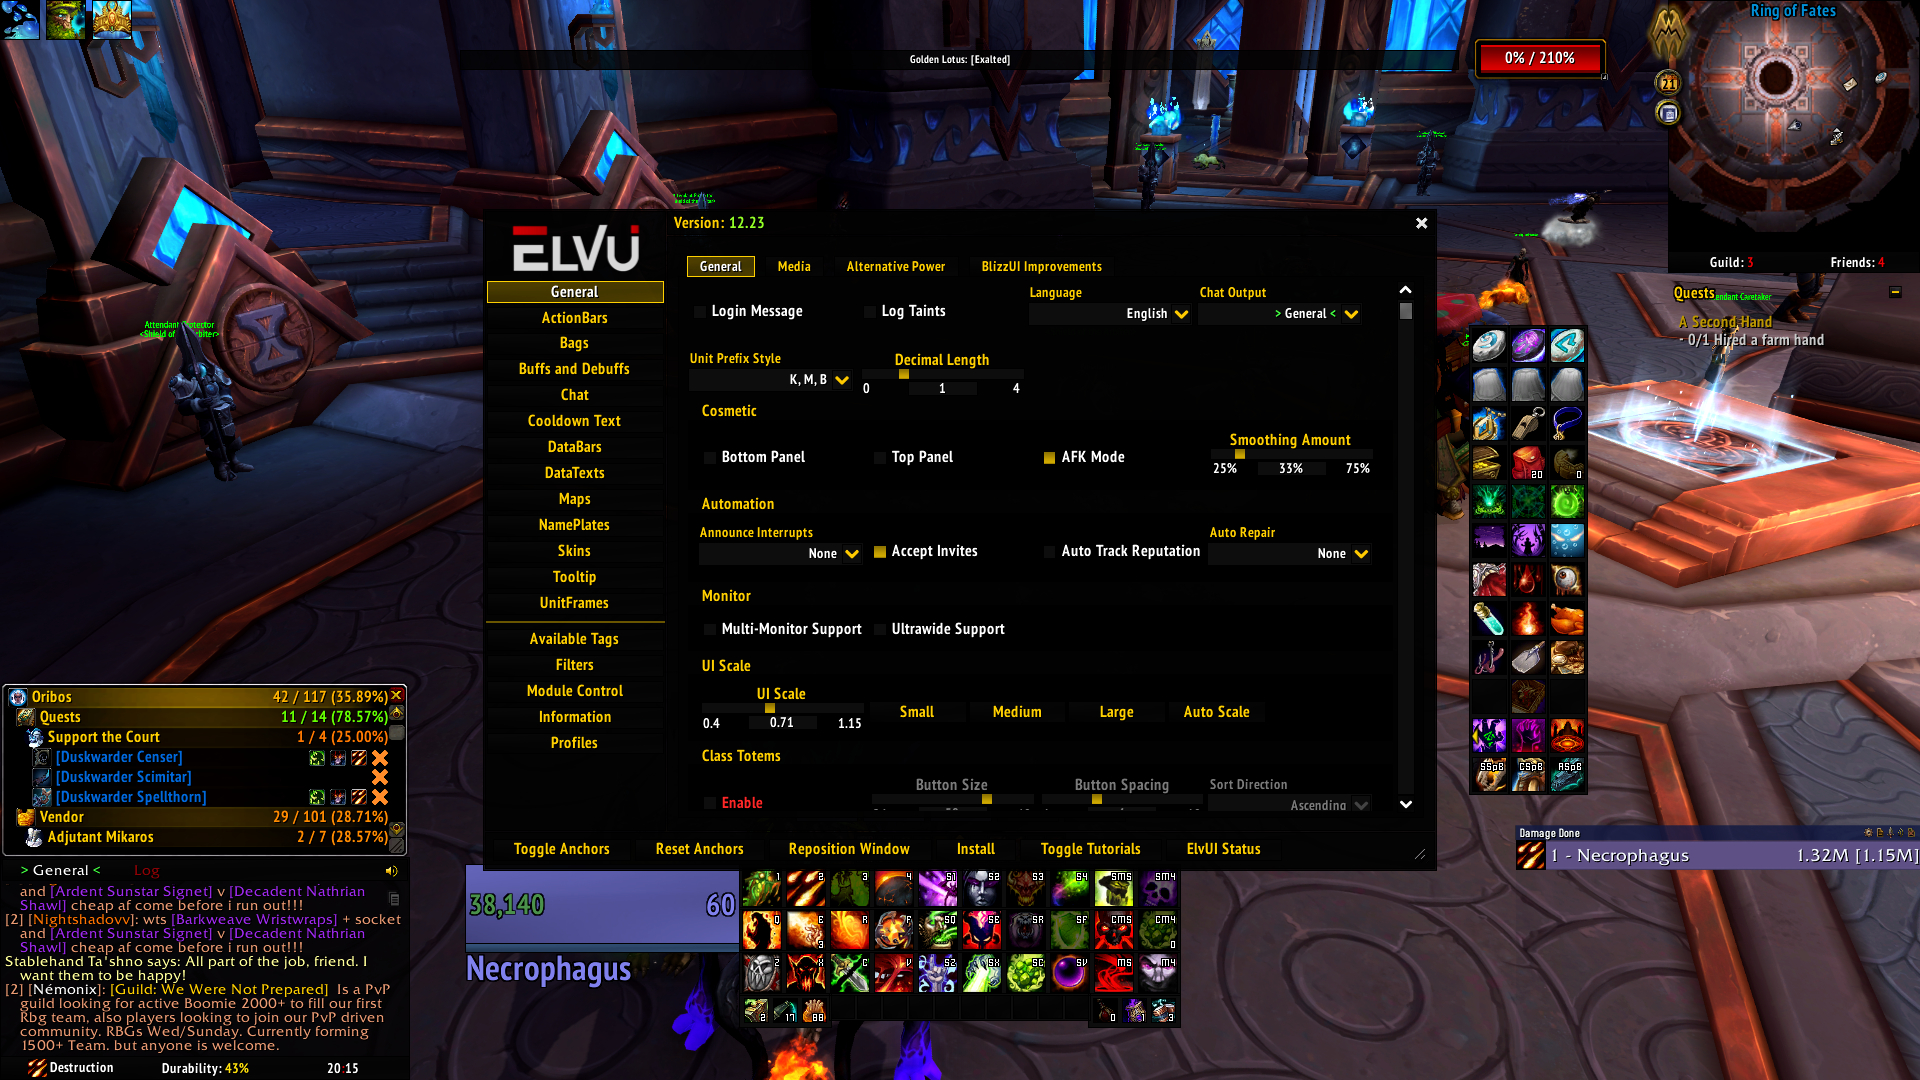 Ring of Fates
Golden Lotus: [Exalted]
0% / 210%
21
Guild: 3
Friends: 4
Quests
A Second Hand
- 0/1 Hired a farm hand
Version: 12.23
ELVUI
General
ActionBars
Bags
Buffs and Debuffs
Chat
Cooldown Text
DataBars
DataTexts
Maps
NamePlates
Skins
Tooltip
UnitFrames
Available Tags
Filters
Module Control
Information
Profiles
General
Media
Alternative Power
BlizzUI Improvements
Login Message
Log Taints
Language
English
Chat Output
> General <
Unit Prefix Style
K, M, B
Decimal Length
0
1
4
Cosmetic
Bottom Panel
Top Panel
AFK Mode
Smoothing Amount
25%
33%
75%
Automation
Announce Interrupts
None
Accept Invites
Auto Track Reputation
Auto Repair
None
Monitor
Multi-Monitor Support
Ultrawide Support
UI Scale
UI Scale
0.4
0.71
1.15
Small
Medium
Large
Auto Scale
Class Totems
Enable
Button Size
Button Spacing
Sort Direction
Ascending
Toggle Anchors
Reset Anchors
Reposition Window
Install
Toggle Tutorials
ElvUI Status
Oribos 42 / 117 (35.89%)
Quests 11 / 14 (78.57%)
Support the Court 1 / 4 (25.00%)
[Duskwarder Censer]
[Duskwarder Scimitar]
[Duskwarder Spellthorn]
Vendor 29 / 101 (28.71%)
Adjutant Mikaros 2 / 7 (28.57%)
> General < Log
and [Ardent Sunstar Signet] v [Decadent Nathrian
Shawl] cheap af come before i run out!!!
[2] [Nightshadovv]: wts [Barkweave Wristwraps] + socket
and [Ardent Sunstar Signet] v [Decadent Nathrian
Shawl] cheap af come before i run out!!!
Stablehand Ta'shno says: All part of the job, friend. I
want them to be happy!
[2] [Némonix]: [Guild: We Were Not Prepared] Is a PvP
guild looking for active Boomie 2000+ to fill our first
Rbg team, also players looking to join our PvP driven
community. RBGs Wed/Sunday. Currently forming
1500+ Team. but anyone is welcome.
Destruction
Durability: 43%
20:15
38,140
60
Necrophagus
Damage Done
1 - Necrophagus 1.32M [1.15M]
20
0
SSpB
CSpB
ASpB